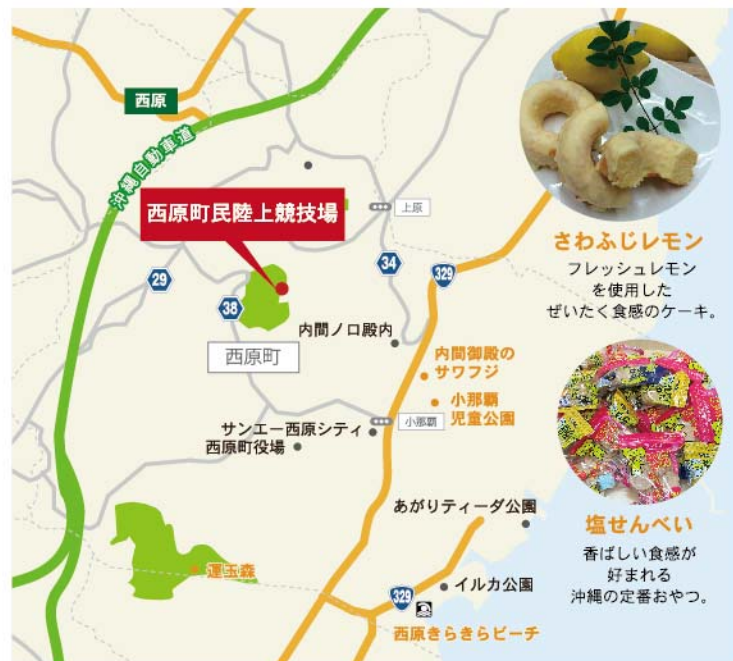 西原
沖縄自動車道
西原町民陸上競技場
上原
29
34
329
38
西原町
内間ノロ殿内
内間御殿の
サワフジ
小那覇
児童公園
小那覇
サンエー西原シティ
西原町役場
あがりティーダ公園
運玉森
イルカ公園
329
西原きらきらビーチ
さわふじレモン
フレッシュレモン
を使用した
ぜいたく食感のケーキ。
塩せんべい
香ばしい食感が
好まれる
沖縄の定番おやつ。